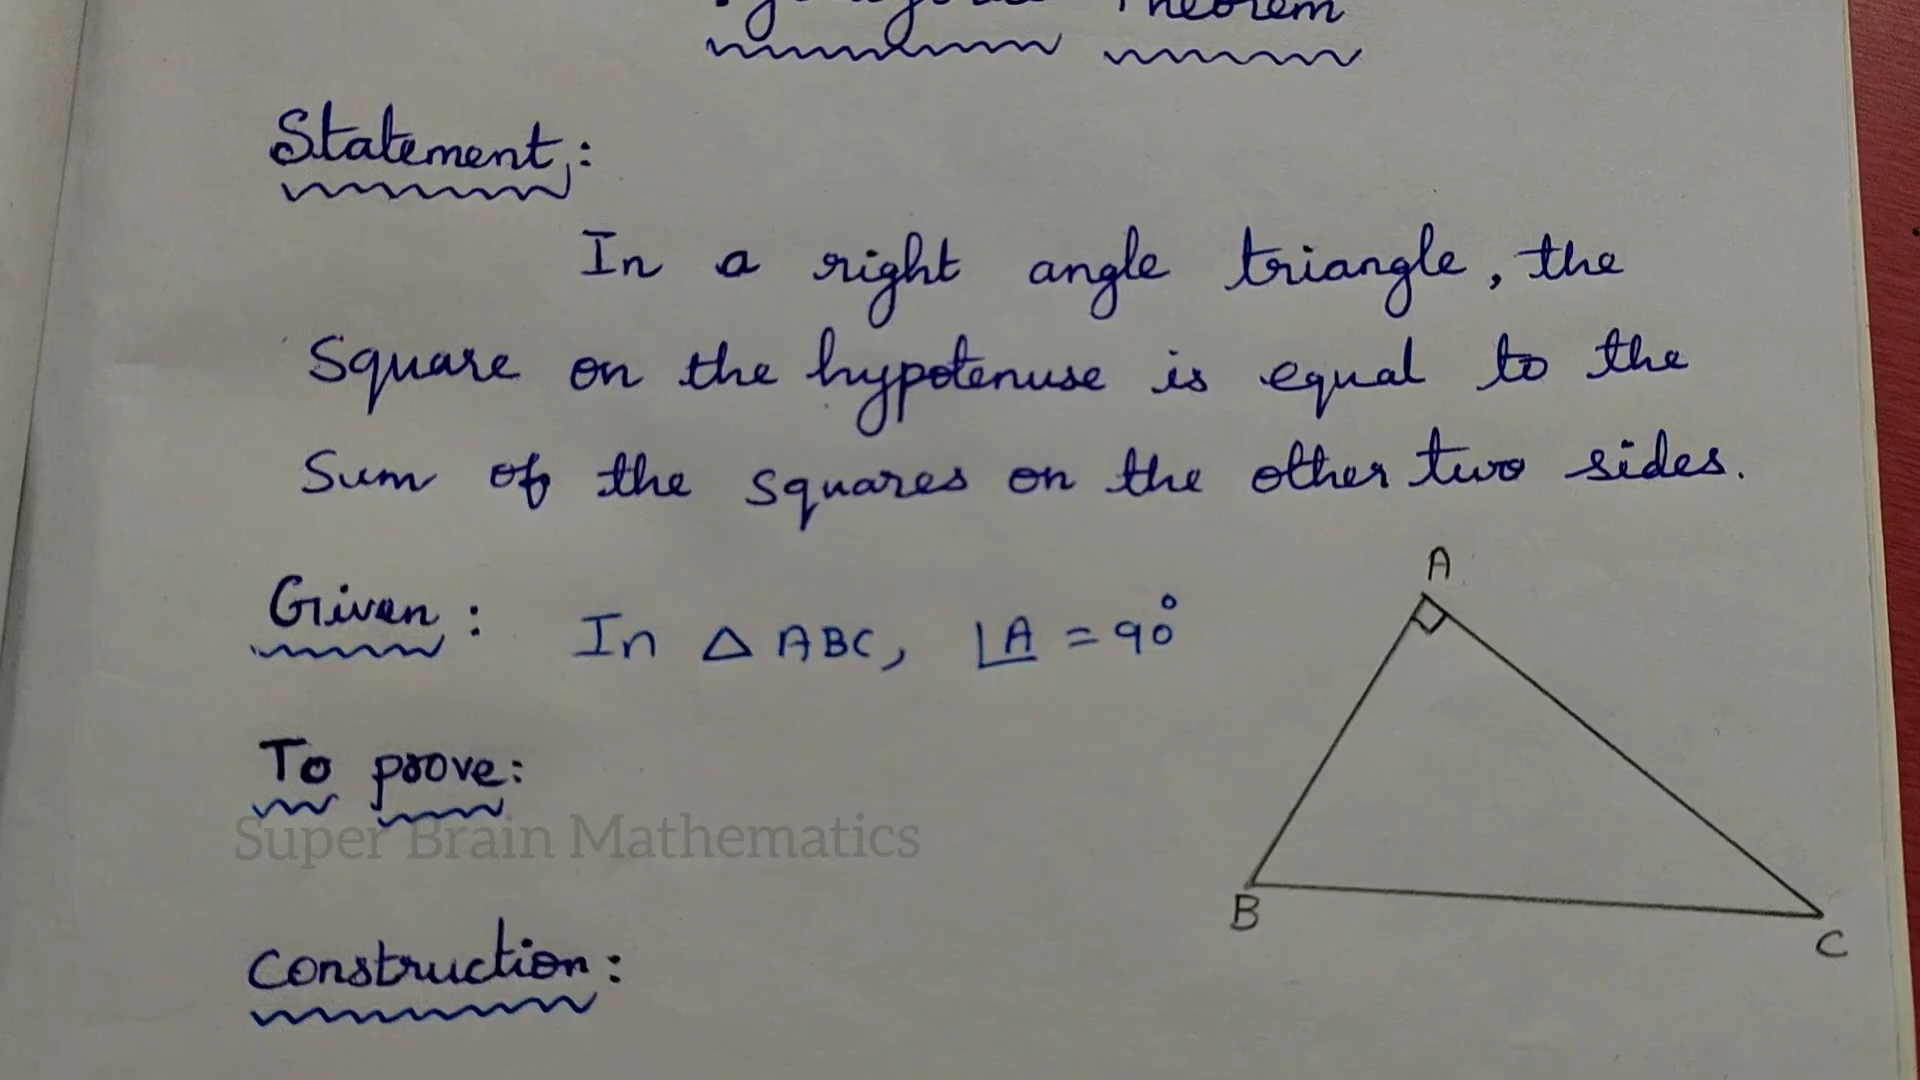 Theorem
Statement:
In a right angle triangle, the
Square on the hypotenuse is equal to the
Sum of the squares on the other two sides.
A
Given: In △ ABC, ∠A = 90°
To prove:
Super Brain Mathematics
B
C
Construction: